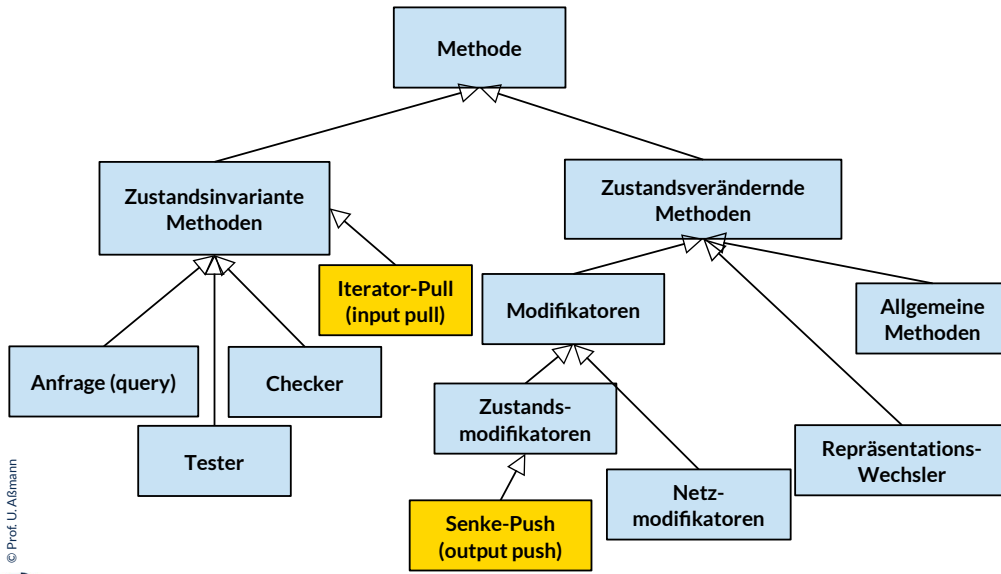 Methode
Zustandsinvariante
Methoden
Zustandsverändernde
Methoden
Iterator-Pull
(input pull)
Modifikatoren
Allgemeine
Methoden
Anfrage (query)
Checker
Zustands-
modifikatoren
Tester
Repräsentations-
Wechsler
Netz-
modifikatoren
Senke-Push
(output push)
© Prof. U. Aßmann